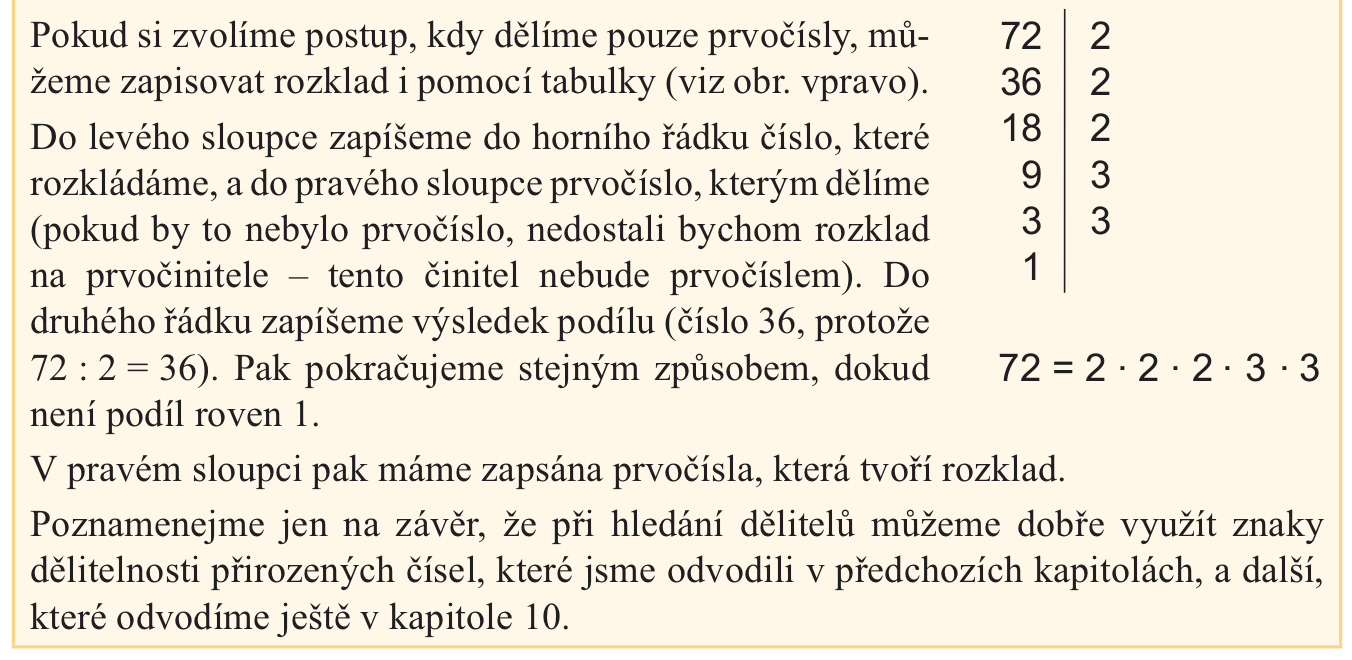 Pokud si zvolíme postup, kdy dělíme pouze prvočísly, mů-
žeme zapisovat rozklad i pomocí tabulky (viz obr. vpravo).
Do levého sloupce zapíšeme do horního řádku číslo, které
rozkládáme, a do pravého sloupce prvočíslo, kterým dělíme
(pokud by to nebylo prvočíslo, nedostali bychom rozklad
na prvočinitele – tento činitel nebude prvočíslem). Do
druhého řádku zapíšeme výsledek podílu (číslo 36, protože
72 : 2 = 36). Pak pokračujeme stejným způsobem, dokud
není podíl roven 1.
72 | 2
36 | 2
18 | 2
9 | 3
3 | 3
1 |
72 = 2 · 2 · 2 · 3 · 3
V pravém sloupci pak máme zapsána prvočísla, která tvoří rozklad.
Poznamenejme jen na závěr, že při hledání dělitelů můžeme dobře využít znaky
dělitelnosti přirozených čísel, které jsme odvodili v předchozích kapitolách, a další,
které odvodíme ještě v kapitole 10.